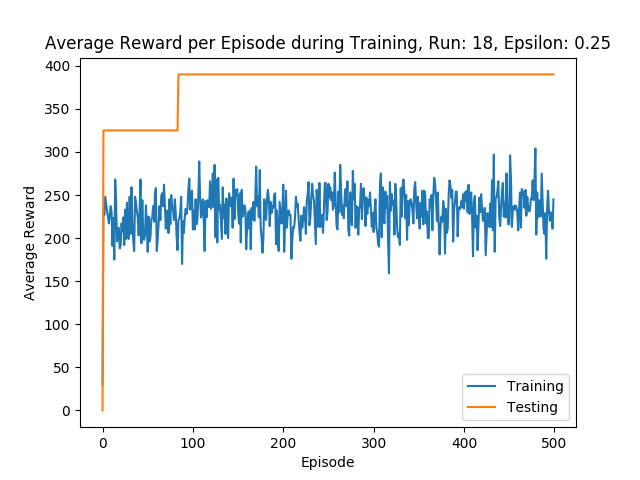 Average Reward per Episode during Training, Run: 18, Epsilon: 0.25
400
350
300
250
200
150
100
50
0
Average Reward
0 100 200 300 400 500
Episode
Training
Testing